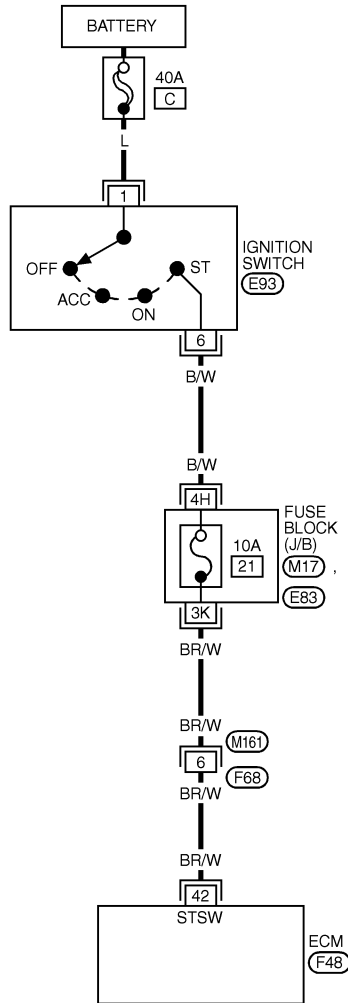 BATTERY
40A
C
L
1
IGNITION
SWITCH
E93
OFF
ST
ACC
ON
6
B/W
B/W
4H
FUSE
BLOCK
(J/B)
10A
21
M17 ,
E83
3K
BR/W
BR/W
M161
6
F68
BR/W
BR/W
42
STSW
ECM
F48